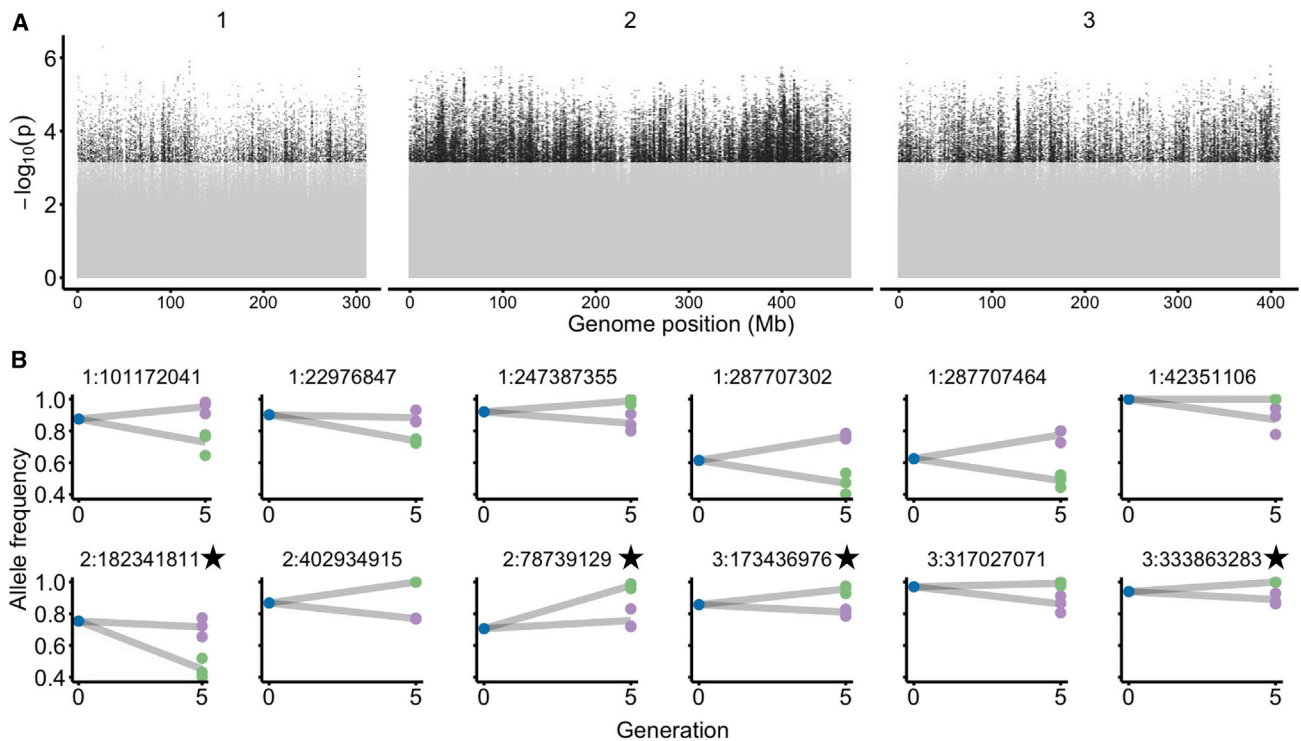 A
1 2 3
6
4
2
0
−log10(p)
0 100 200 300 0 100 200 300 400 0 100 200 300 400
Genome position (Mb)
B
1:101172041 1:22976847 1:247387355 1:287707302 1:287707464 1:42351106
1.0
0.8
0.6
0.4
0 5 0 5 0 5 0 5 0 5 0 5
Allele frequency
2:182341811★ 2:402934915 2:78739129 ★ 3:173436976★ 3:317027071 3:333863283★
1.0
0.8
0.6
0.4
0 5 0 5 0 5 0 5 0 5 0 5
Generation